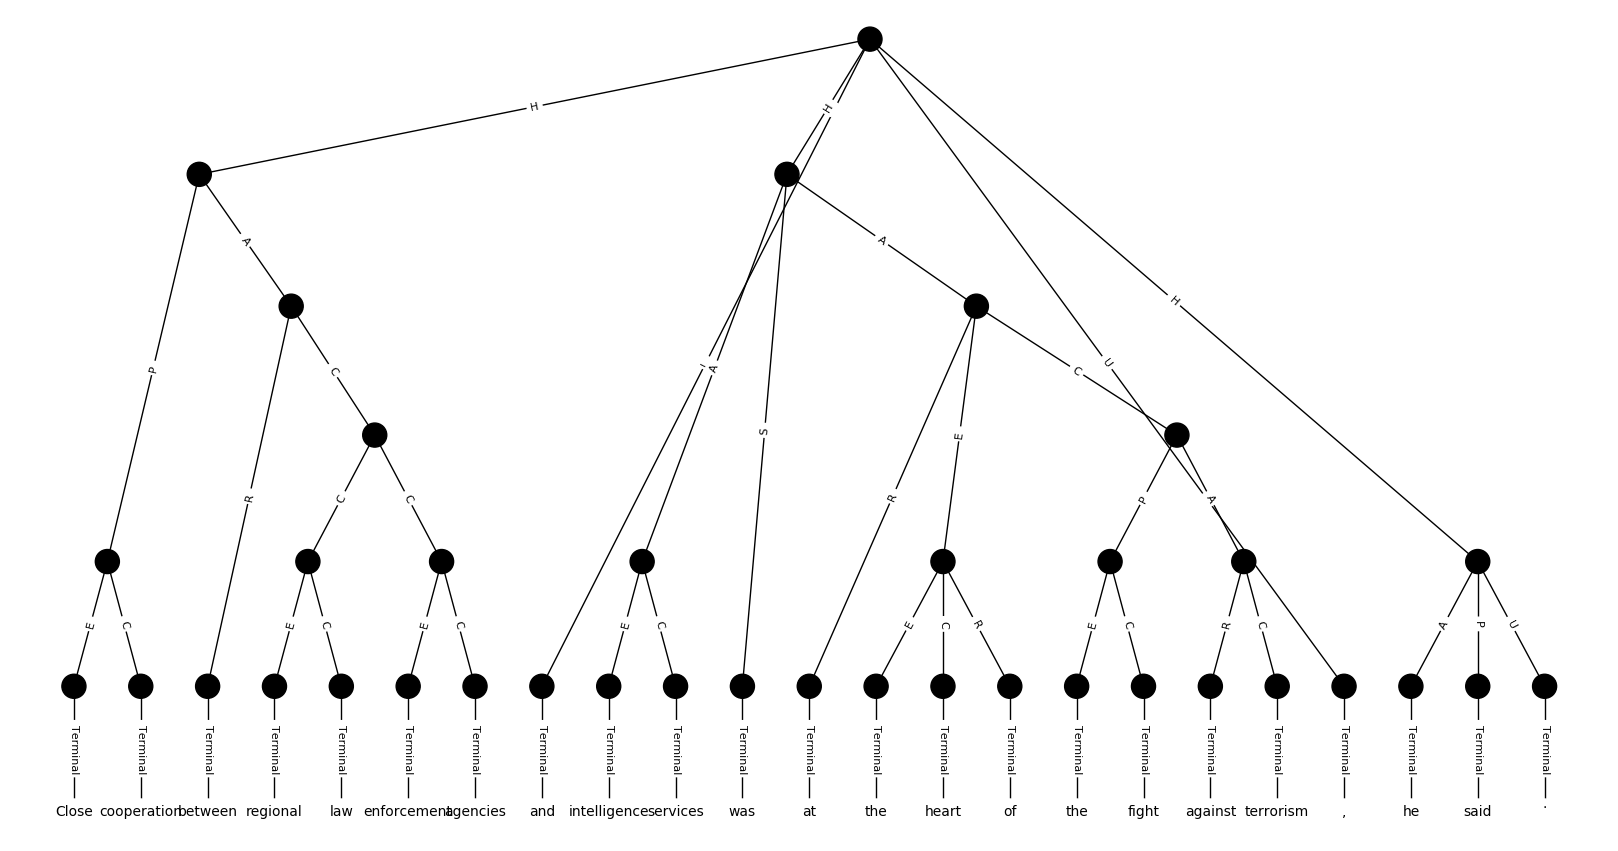 H
H
A
A
H
U
P
C
I
A
C
S
E
R
C
C
R
P
A
E
C
E
C
E
C
E
C
E
C
R
E
C
R
C
A
P
U
Terminal Terminal Terminal Terminal Terminal Terminal Terminal Terminal Terminal Terminal Terminal Terminal Terminal Terminal Terminal Terminal Terminal Terminal Terminal Terminal Terminal Terminal Terminal
Close cooperation between regional law enforcement agencies and intelligence services was at the heart of the fight against terrorism , he said .